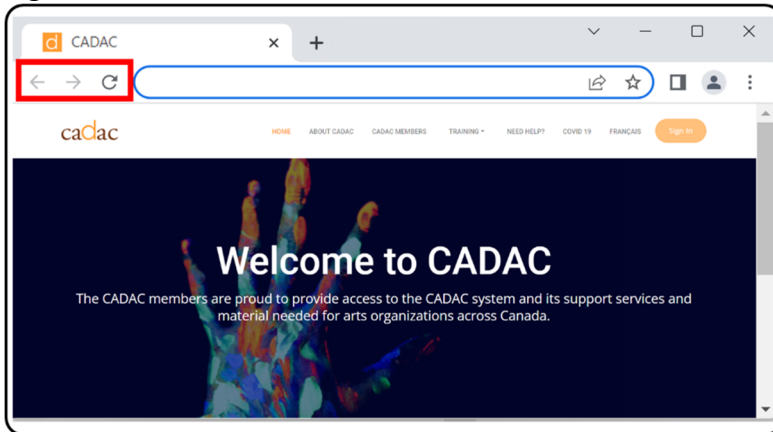 CADAC
cadac
HOME ABOUT CADAC CADAC MEMBERS TRAINING NEED HELP? COVID 19 FRANÇAIS Sign In
Welcome to CADAC
The CADAC members are proud to provide access to the CADAC system and its support services and
material needed for arts organizations across Canada.